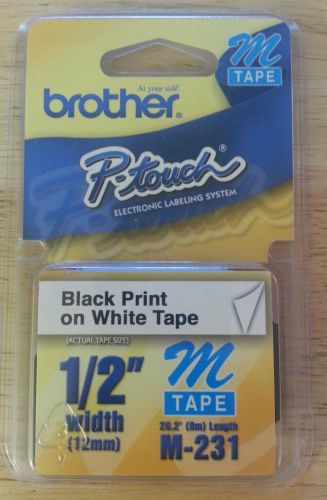 At your side.
brother®
M
TAPE
P-touch®
ELECTRONIC LABELING SYSTEM
Black Print
on White Tape
(ACTUAL TAPE SIZE)
1/2"
width
(12mm)
M
TAPE
26.2' (8m) Length
M-231